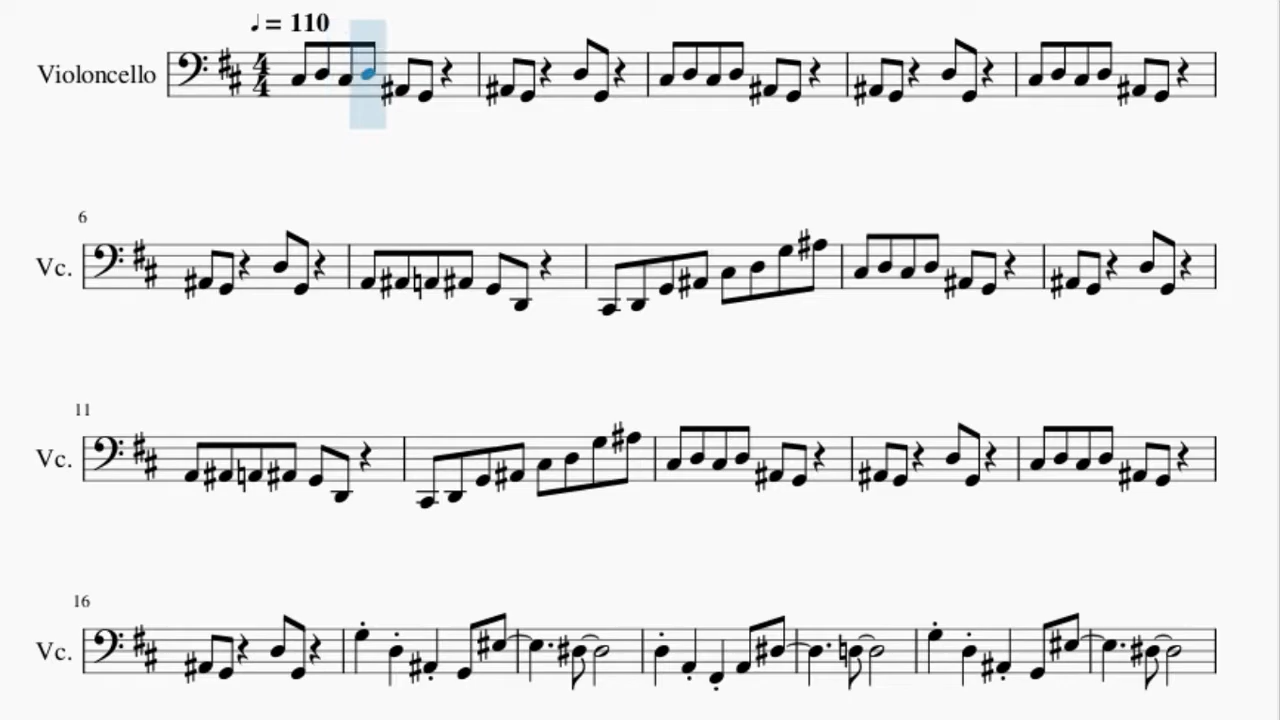 ♩ = 110
Violoncello
4
4
6
Vc.
11
Vc.
16
Vc.